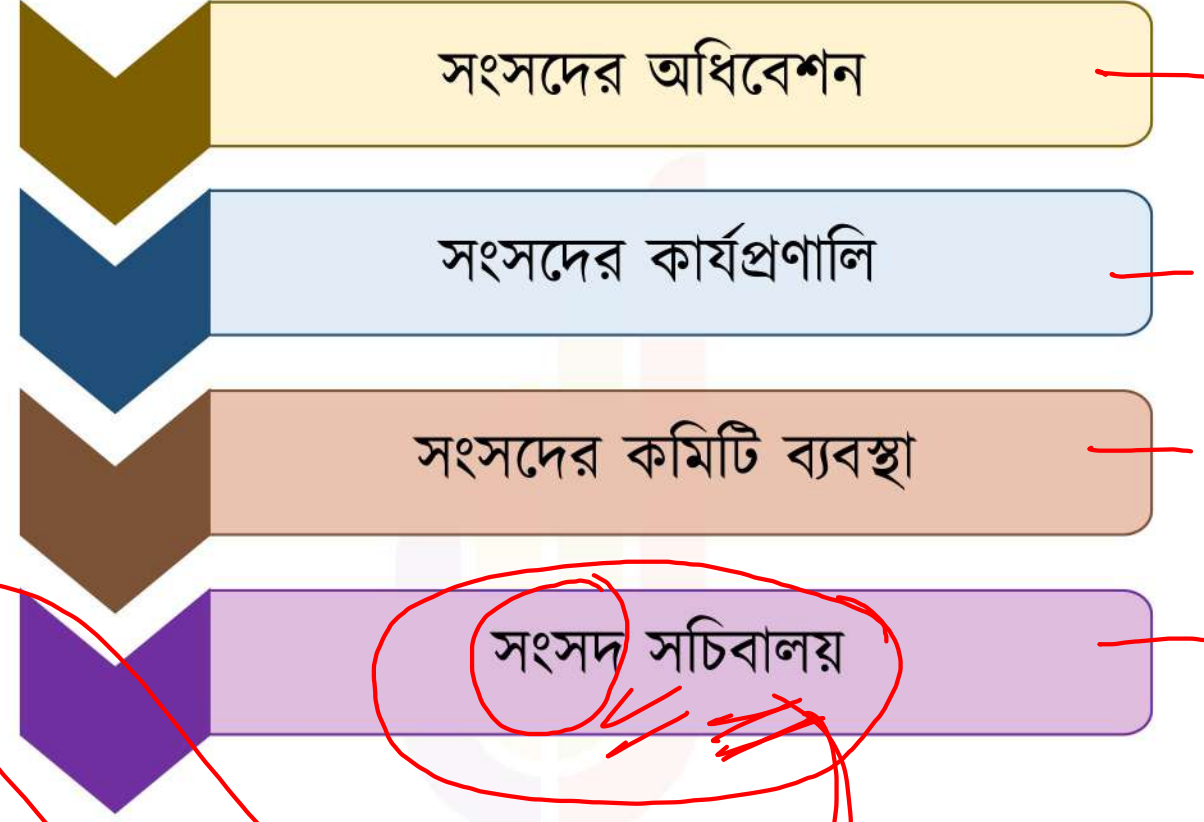 সংসদের অধিবেশন
সংসদের কার্যপ্রণালি
সংসদের কমিটি ব্যবস্থা
সংসদ সচিবালয়